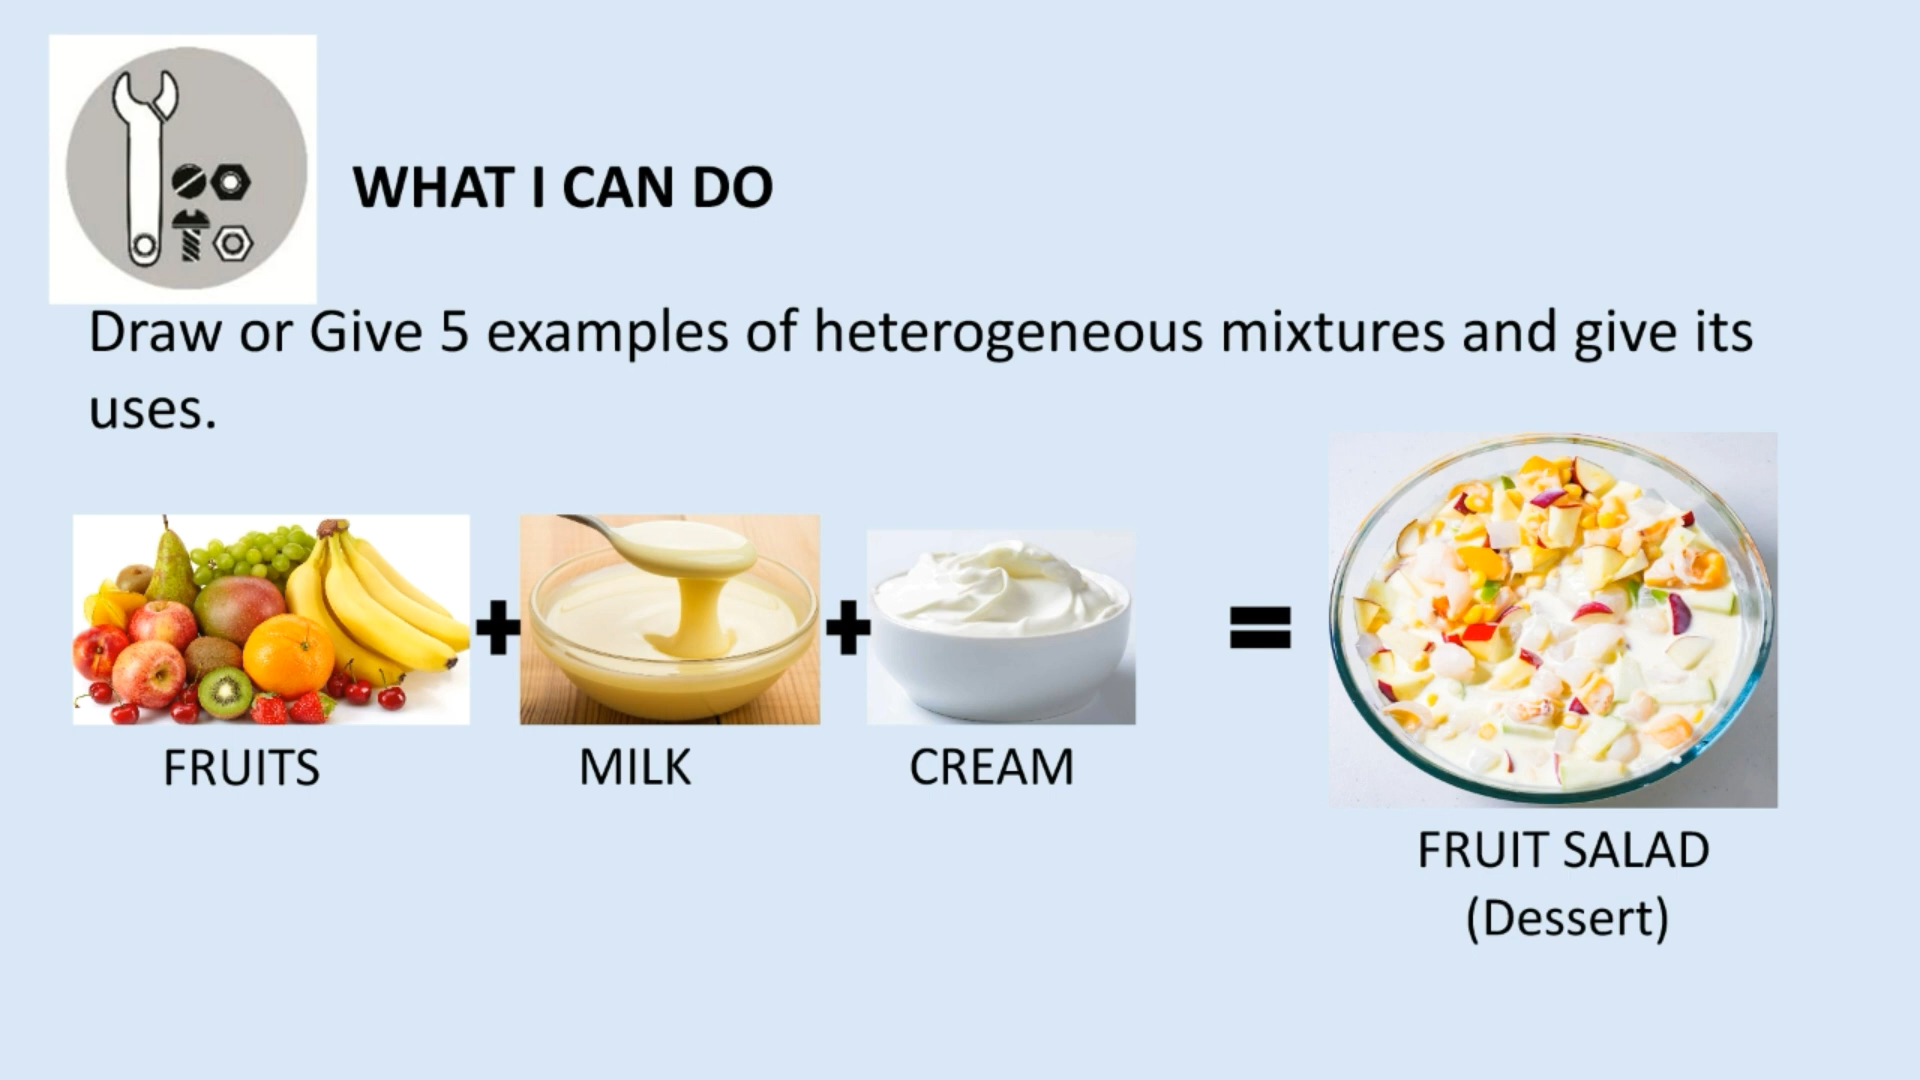 WHAT I CAN DO
Draw or Give 5 examples of heterogeneous mixtures and give its
uses.
FRUITS
+
MILK
+
CREAM
=
FRUIT SALAD
(Dessert)